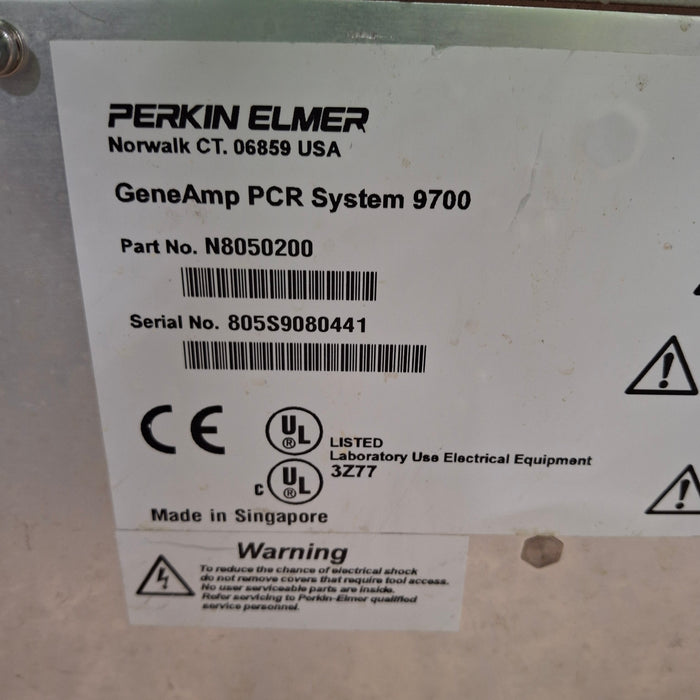 PERKIN ELMER
Norwalk CT. 06859 USA
GeneAmp PCR System 9700
Part No. N8050200
Serial No. 805S9080441
CE
UL
®
LISTED
Laboratory Use Electrical Equipment
3Z77
c UL
®
Made in Singapore
Warning
To reduce the chance of electrical shock
do not remove covers that require tool access.
No user serviceable parts are inside.
Refer servicing to Perkin-Elmer qualified
service personnel.